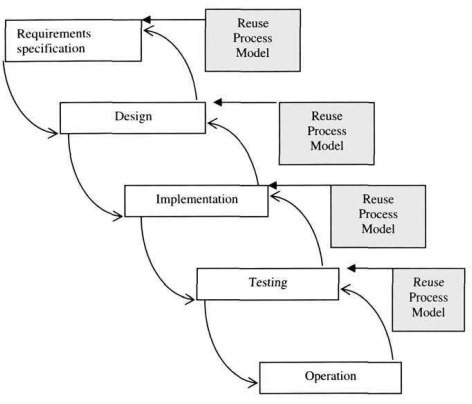 Requirements
specification
Reuse
Process
Model
Design
Reuse
Process
Model
Implementation
Reuse
Process
Model
Testing
Reuse
Process
Model
Operation